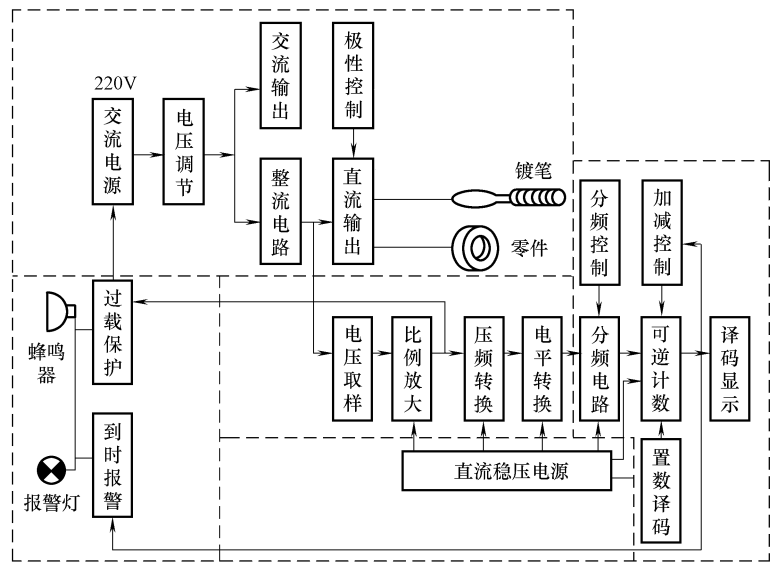 220V
交流电源
电压调节
交流输出
极性控制
整流电路
直流输出
镀笔
零件
分频控制
加减控制
过载保护
蜂鸣
器
电压取样
比例放大
压频转换
电平转换
分频电路
可逆计数
译码显示
到时报警
报警灯
直流稳压电源
置数译码